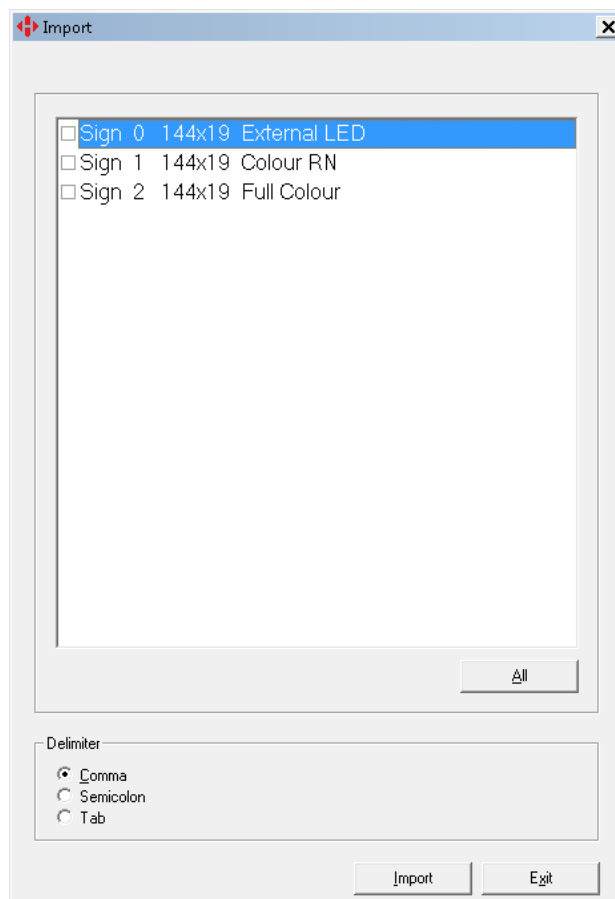 Import
Sign 0 144x19 External LED
Sign 1 144x19 Colour RN
Sign 2 144x19 Full Colour
All
Delimiter
Comma
Semicolon
Tab
Import Exit